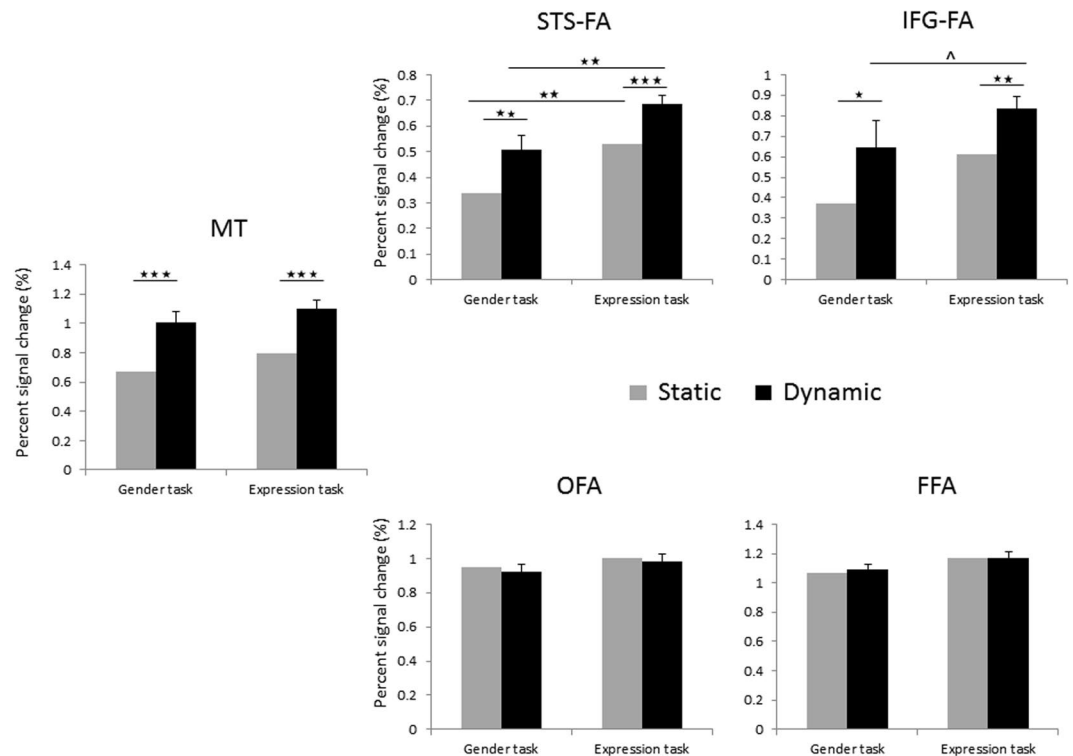 STS-FA
Percent signal change (%)
0.8
0.7
0.6
0.5
0.4
0.3
0.2
0.1
0
★★
★★
★★
★★★
Gender task
Expression task
IFG-FA
1
0.9
0.8
0.7
0.6
0.5
0.4
0.3
0.2
0.1
0
^
★
★★
Gender task
Expression task
MT
Percent signal change (%)
1.4
1.2
1
0.8
0.6
0.4
0.2
0
★★★
★★★
Gender task
Expression task
Static
Dynamic
OFA
Percent signal change (%)
1.2
1
0.8
0.6
0.4
0.2
0
Gender task
Expression task
FFA
1.4
1.2
1
0.8
0.6
0.4
0.2
0
Gender task
Expression task